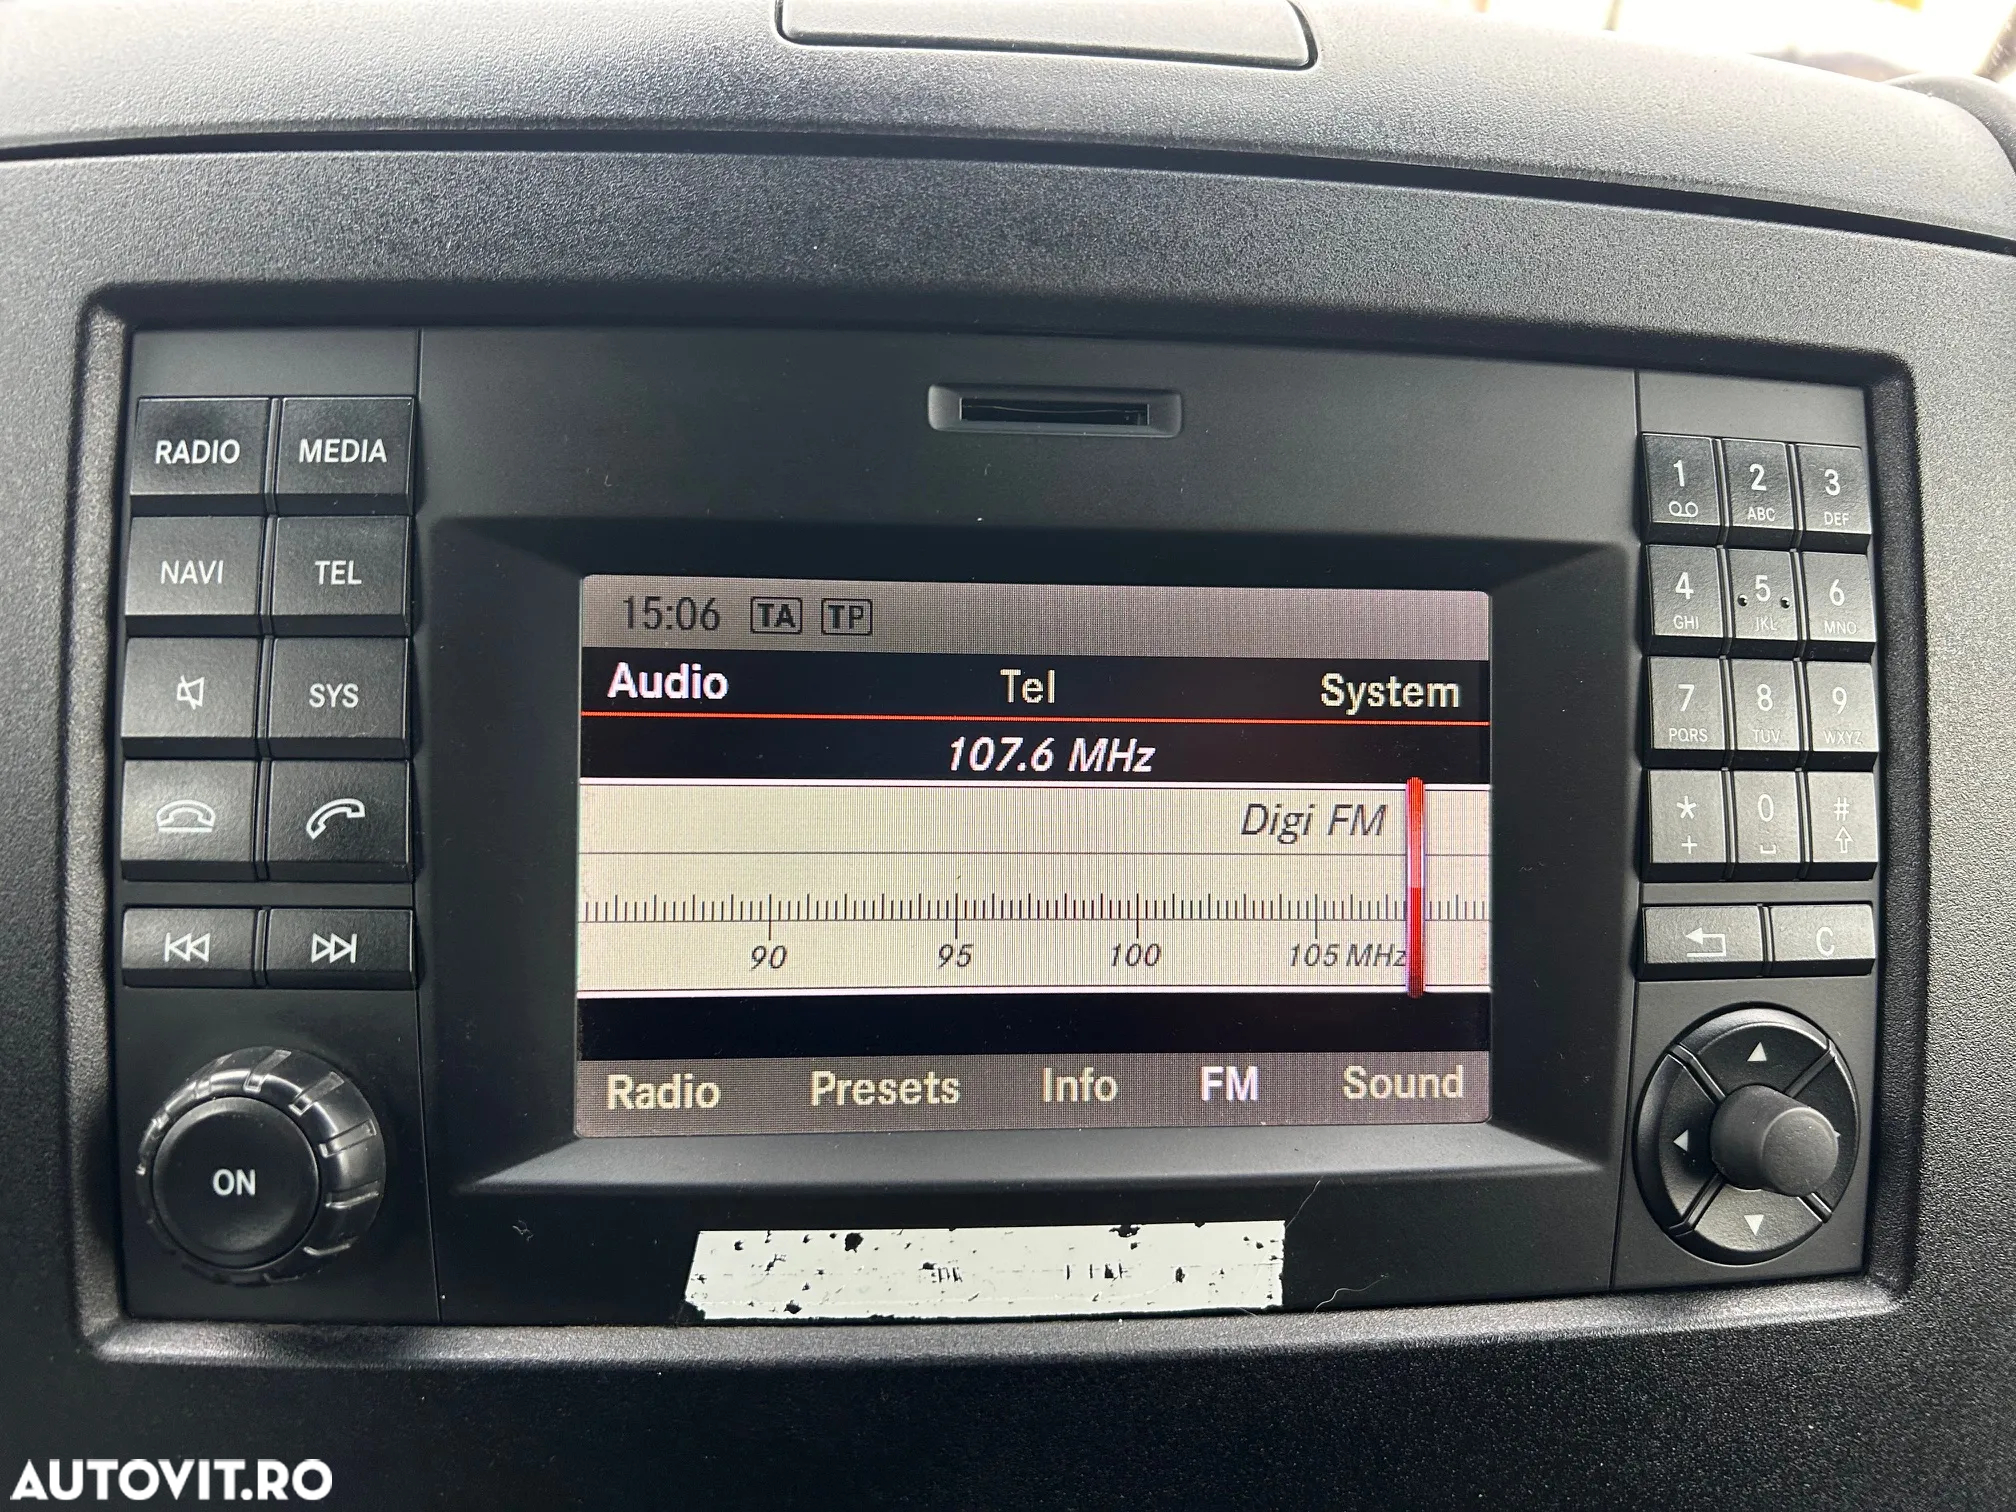 RADIO MEDIA
NAVI TEL
SYS
ON
15:06 TA TP
Audio Tel System
107.6 MHz
Digi FM
90 95 100 105 MHz
Radio Presets Info FM Sound
1 2 3
ABC DEF
4 5 6
GHI JKL MNO
7 8 9
PQRS TUV WXYZ
* 0 #
+
C
AUTOVIT.RO